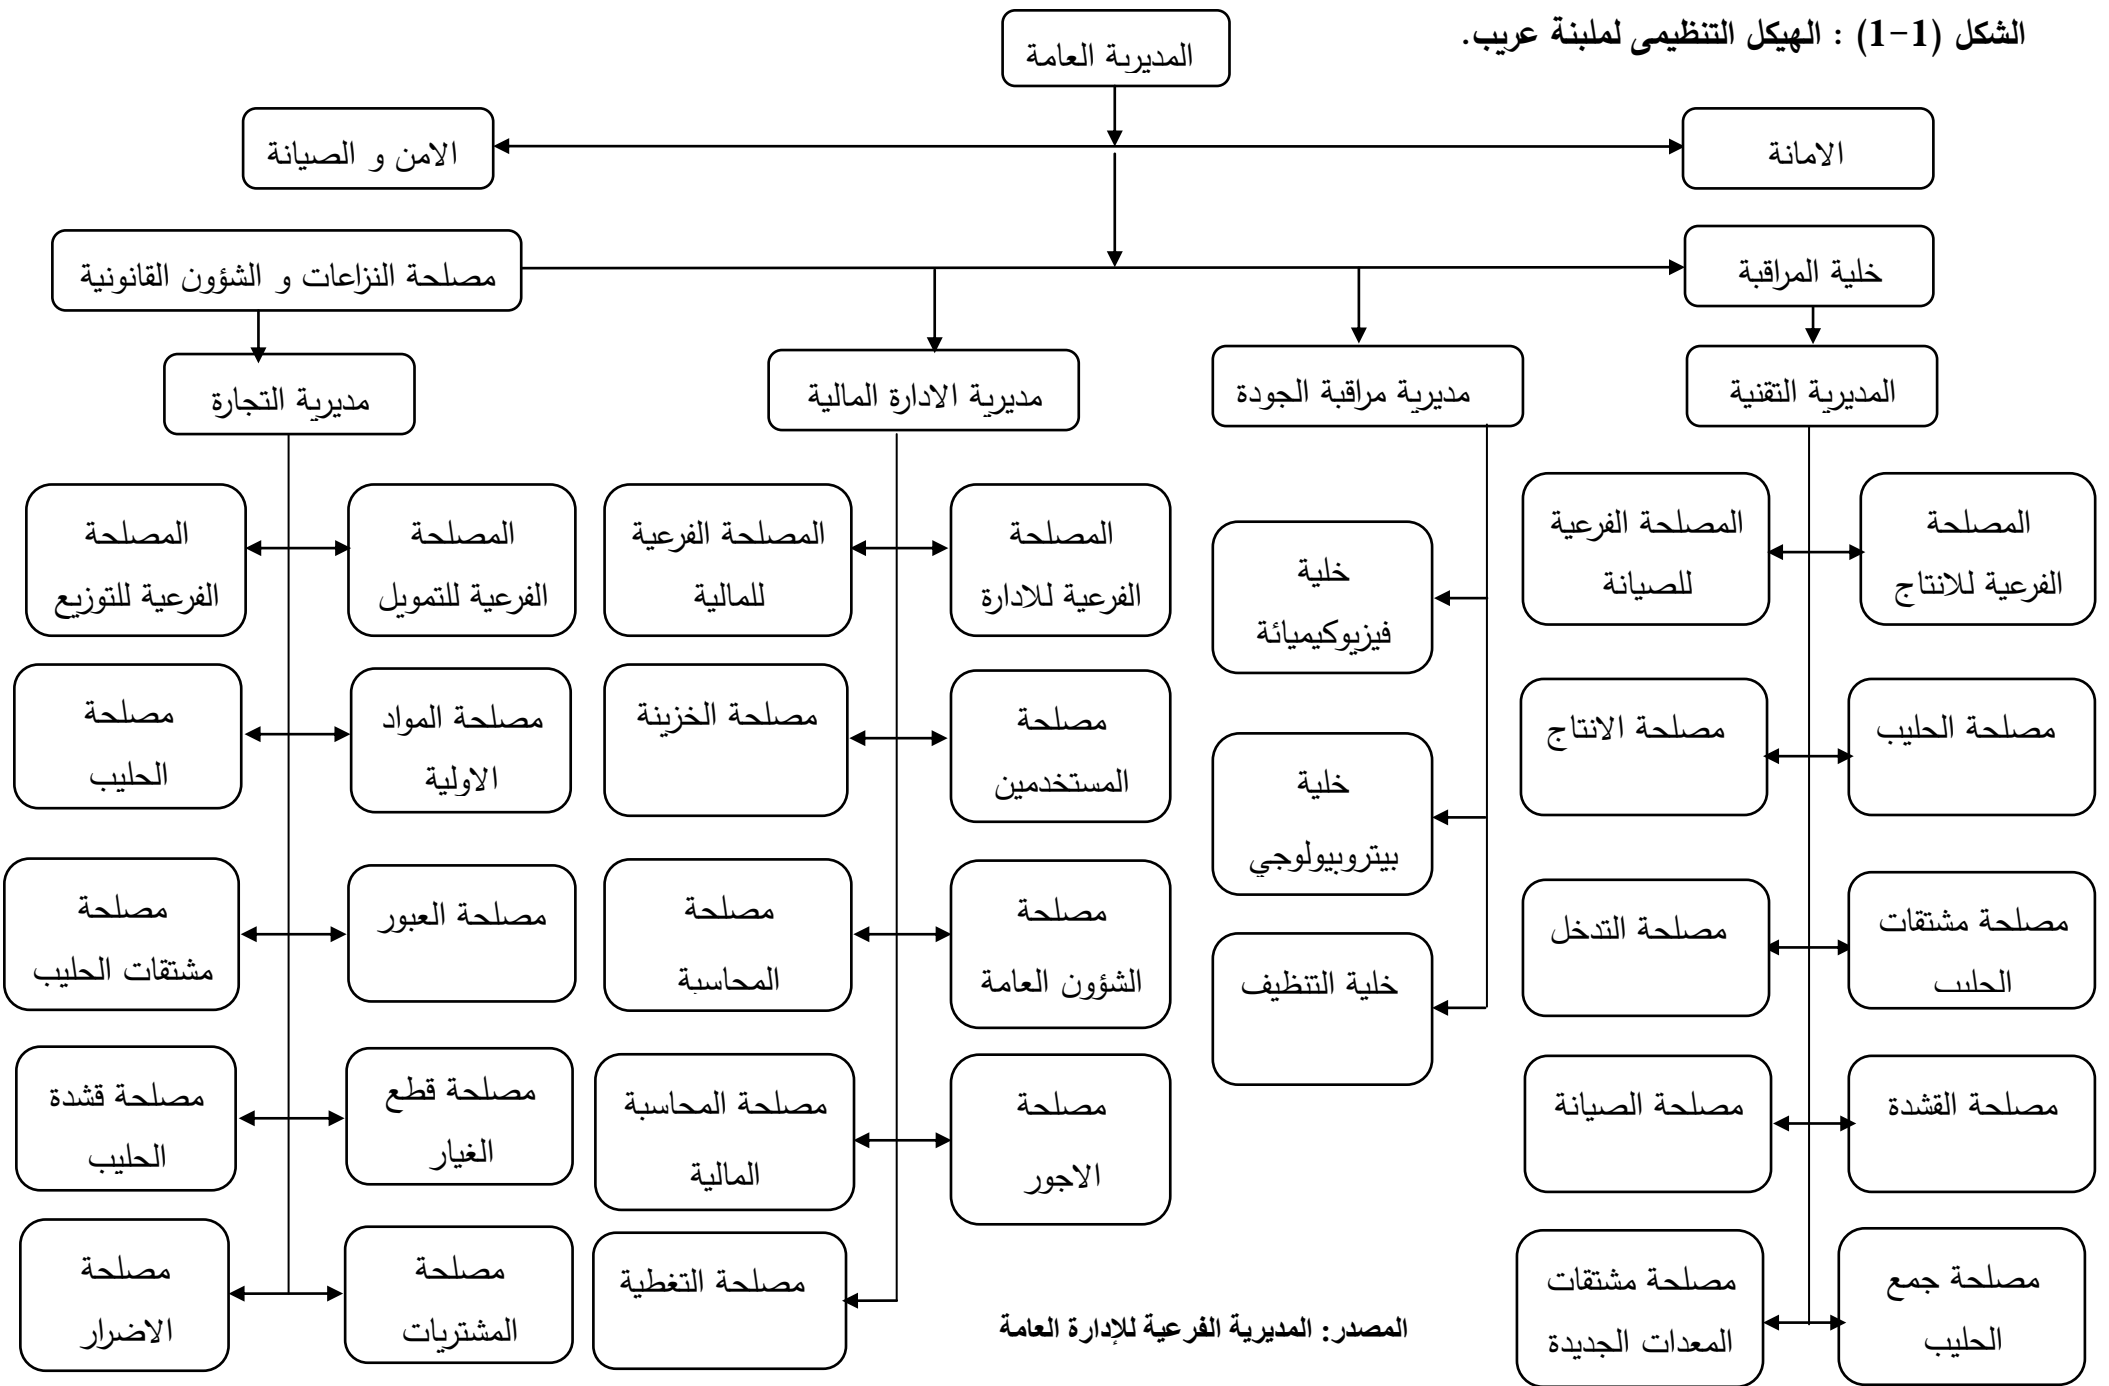 الشكل (1-1) : الهيكل التنظيمى لملبنة عريب.
المديرية العامة
الامانة
الامن و الصيانة
خلية المراقبة
مصلحة النزاعات و الشؤون القانونية
المديرية التقنية
مديرية مراقبة الجودة
مديرية الادارة المالية
مديرية التجارة
المصلحة
الفرعية للانتاج
المصلحة الفرعية
للصيانة
مصلحة الحليب
مصلحة الانتاج
مصلحة مشتقات
الحليب
مصلحة التدخل
مصلحة القشدة
مصلحة الصيانة
مصلحة جمع
الحليب
مصلحة مشتقات
المعدات الجديدة
خلية
فيزيوكيميائة
خلية
بيتروبيولوجي
خلية التنظيف
المصلحة
الفرعية للادارة
المصلحة الفرعية
للمالية
مصلحة
المستخدمين
مصلحة الخزينة
مصلحة
الشؤون العامة
مصلحة
المحاسبة
مصلحة
الاجور
مصلحة المحاسبة
المالية
مصلحة التغطية
المصلحة
الفرعية للتمويل
المصلحة
الفرعية للتوزيع
مصلحة المواد
الاولية
مصلحة
الحليب
مصلحة العبور
مصلحة
مشتقات الحليب
مصلحة قطع
الغيار
مصلحة قشدة
الحليب
مصلحة
المشتريات
مصلحة
الاضرار
المصدر: المديرية الفرعية للإدارة العامة